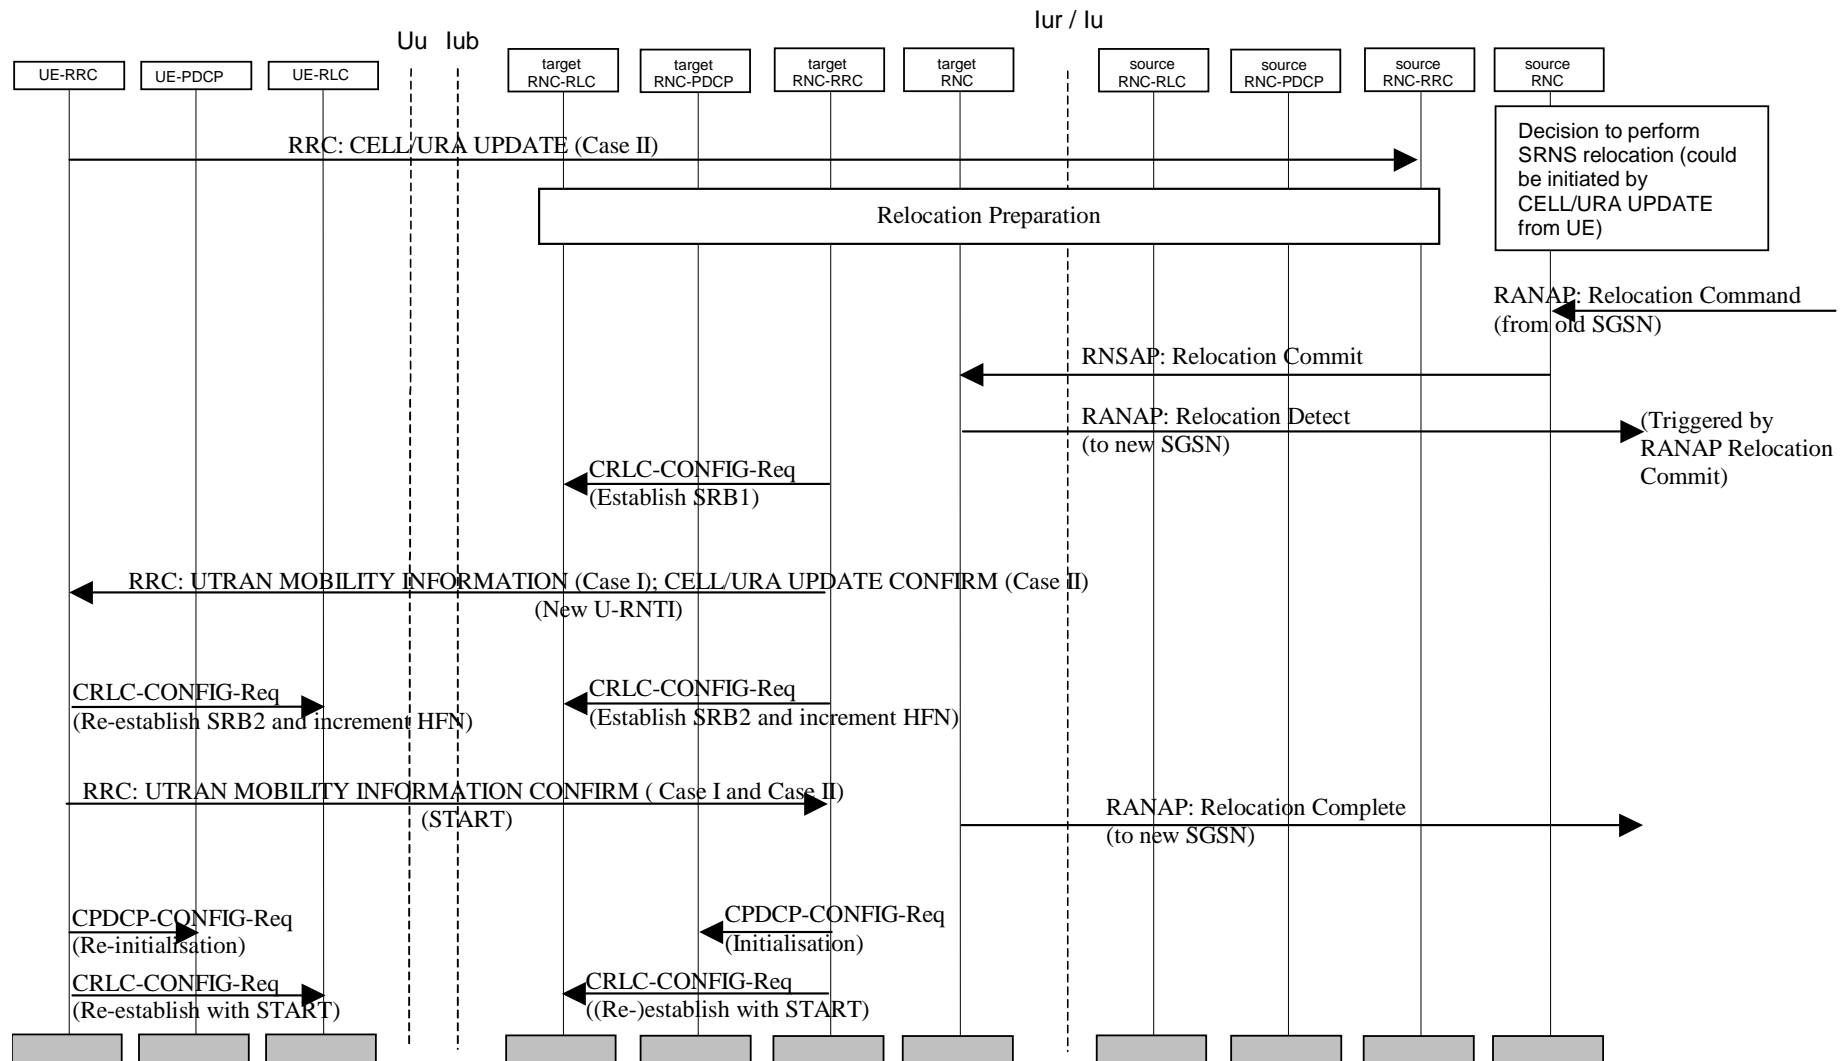 Iur / Iu
Uu Iub
UE-RRC
UE-PDCP
UE-RLC
target
RNC-RLC
target
RNC-PDCP
target
RNC-RRC
target
RNC
source
RNC-RLC
source
RNC-PDCP
source
RNC-RRC
source
RNC
Decision to perform
SRNS relocation (could
be initiated by
CELL/URA UPDATE
from UE)
RRC: CELL/URA UPDATE (Case II)
Relocation Preparation
RANAP: Relocation Command
(from old SGSN)
RNSAP: Relocation Commit
RANAP: Relocation Detect
(to new SGSN)
(Triggered by
RANAP Relocation
Commit)
CRLC-CONFIG-Req
(Establish SRB1)
RRC: UTRAN MOBILITY INFORMATION (Case I); CELL/URA UPDATE CONFIRM (Case II)
(New U-RNTI)
CRLC-CONFIG-Req
(Re-establish SRB2 and increment HFN)
CRLC-CONFIG-Req
(Establish SRB2 and increment HFN)
RRC: UTRAN MOBILITY INFORMATION CONFIRM ( Case I and Case II)
(START)
RANAP: Relocation Complete
(to new SGSN)
CPDCP-CONFIG-Req
(Re-initialisation)
CPDCP-CONFIG-Req
(Initialisation)
CRLC-CONFIG-Req
(Re-establish with START)
CRLC-CONFIG-Req
((Re-)establish with START)